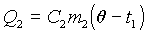 Q₂ = C₂m₂(θ − t₁)